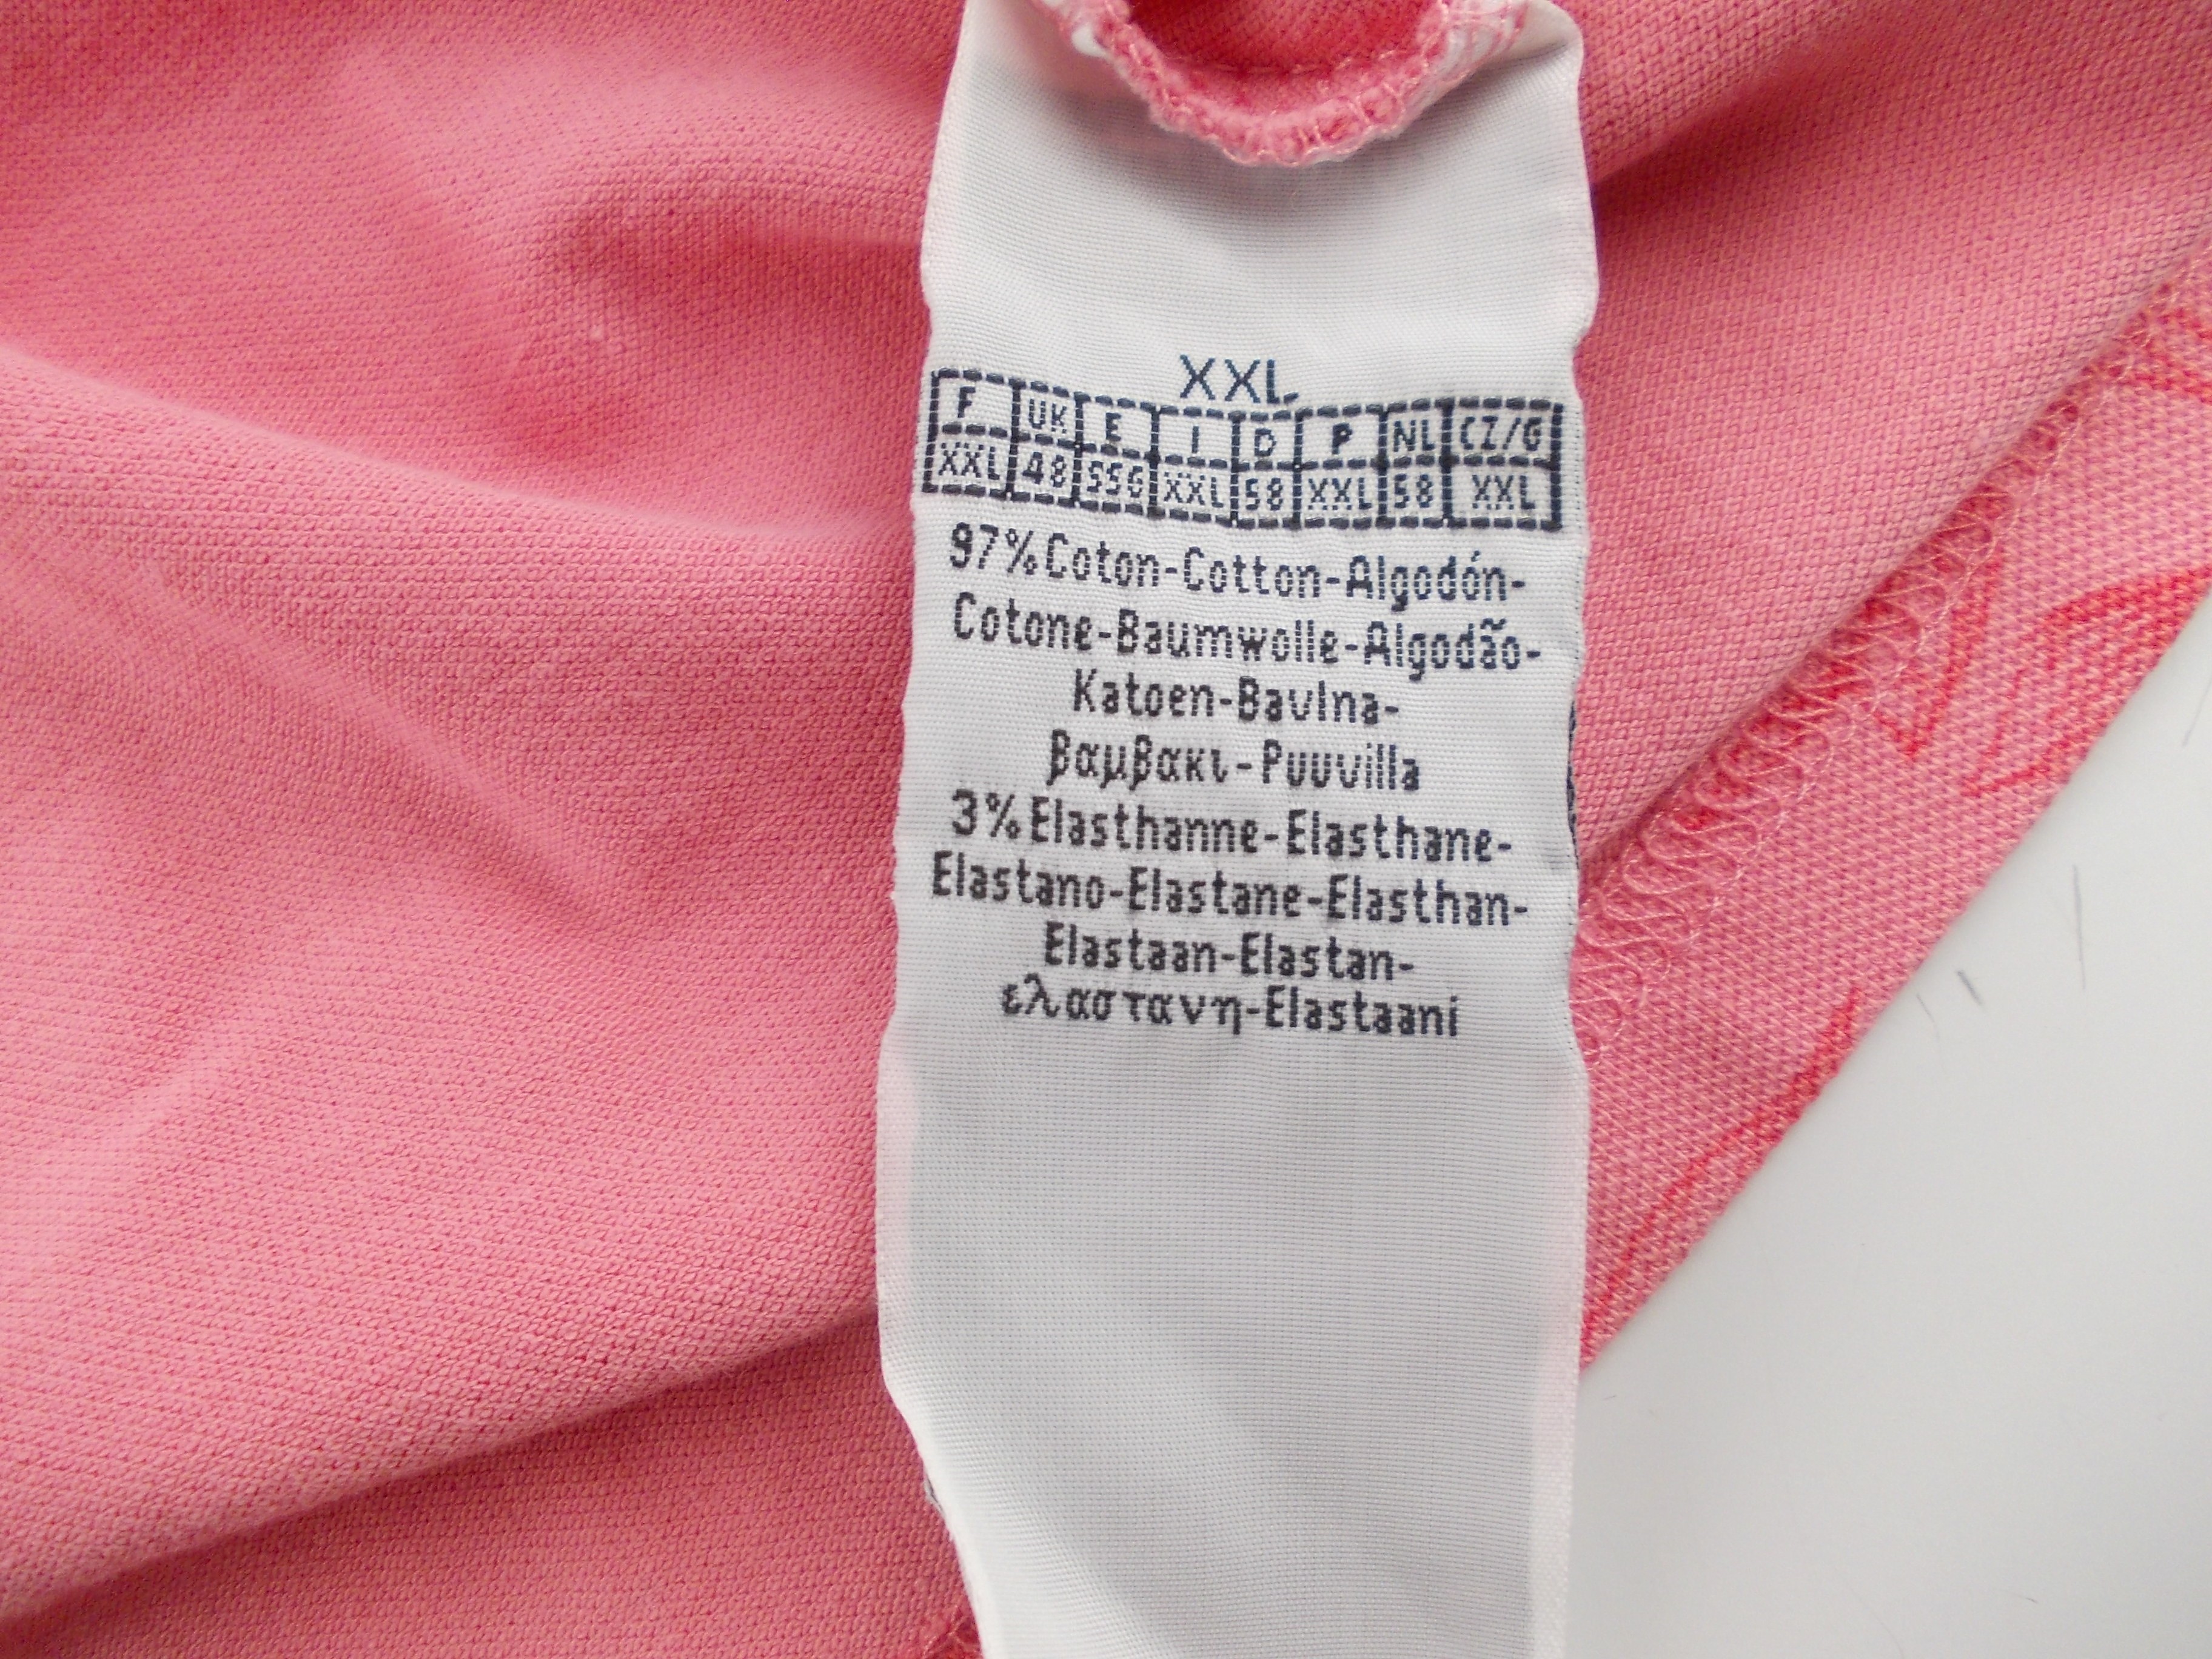 XXL
F UK E I D P NL CZ/G
XXL 48 SSG XXL 58 XXL 58 XXL
97%Coton-Cotton-Algodón-
Cotone-Baumwolle-Algodão-
Katoen-Bavlna-
βαμβακι-Puuvilla
3%Elasthanne-Elasthane-
Elastano-Elastane-Elasthan-
Elastaan-Elastan-
ελαστανη-Elastaani